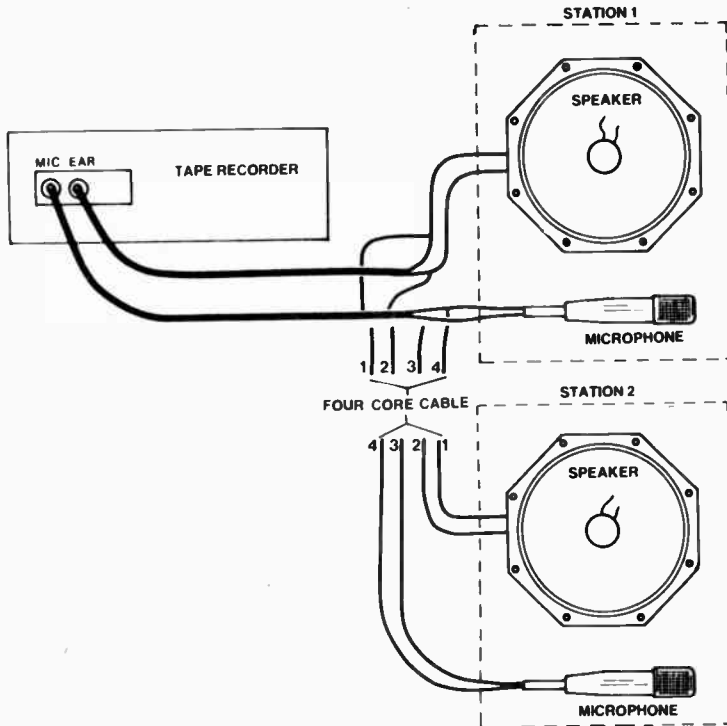 STATION 1
SPEAKER
MIC EAR
TAPE RECORDER
MICROPHONE
1 2 3 4
FOUR CORE CABLE
STATION 2
4 3 2 1
SPEAKER
MICROPHONE